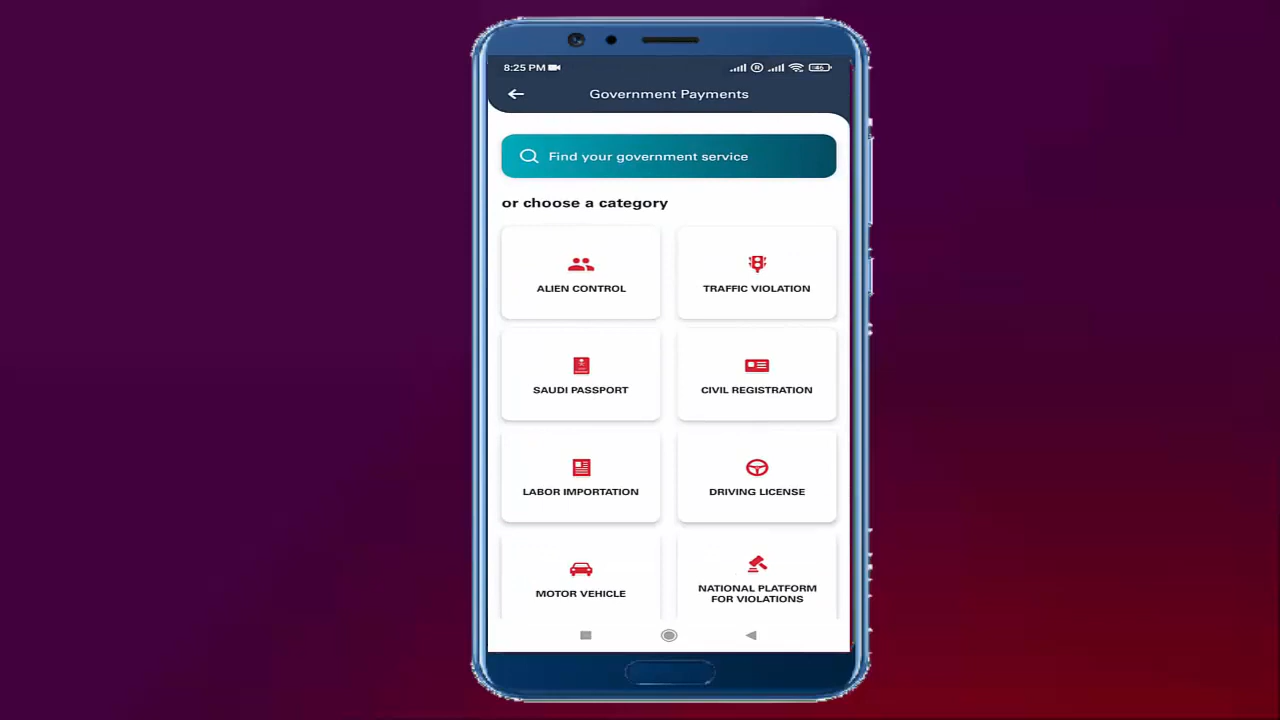 8:25 PM
46
Government Payments
Find your government service
or choose a category
ALIEN CONTROL
TRAFFIC VIOLATION
SAUDI PASSPORT
CIVIL REGISTRATION
LABOR IMPORTATION
DRIVING LICENSE
MOTOR VEHICLE
NATIONAL PLATFORM
FOR VIOLATIONS